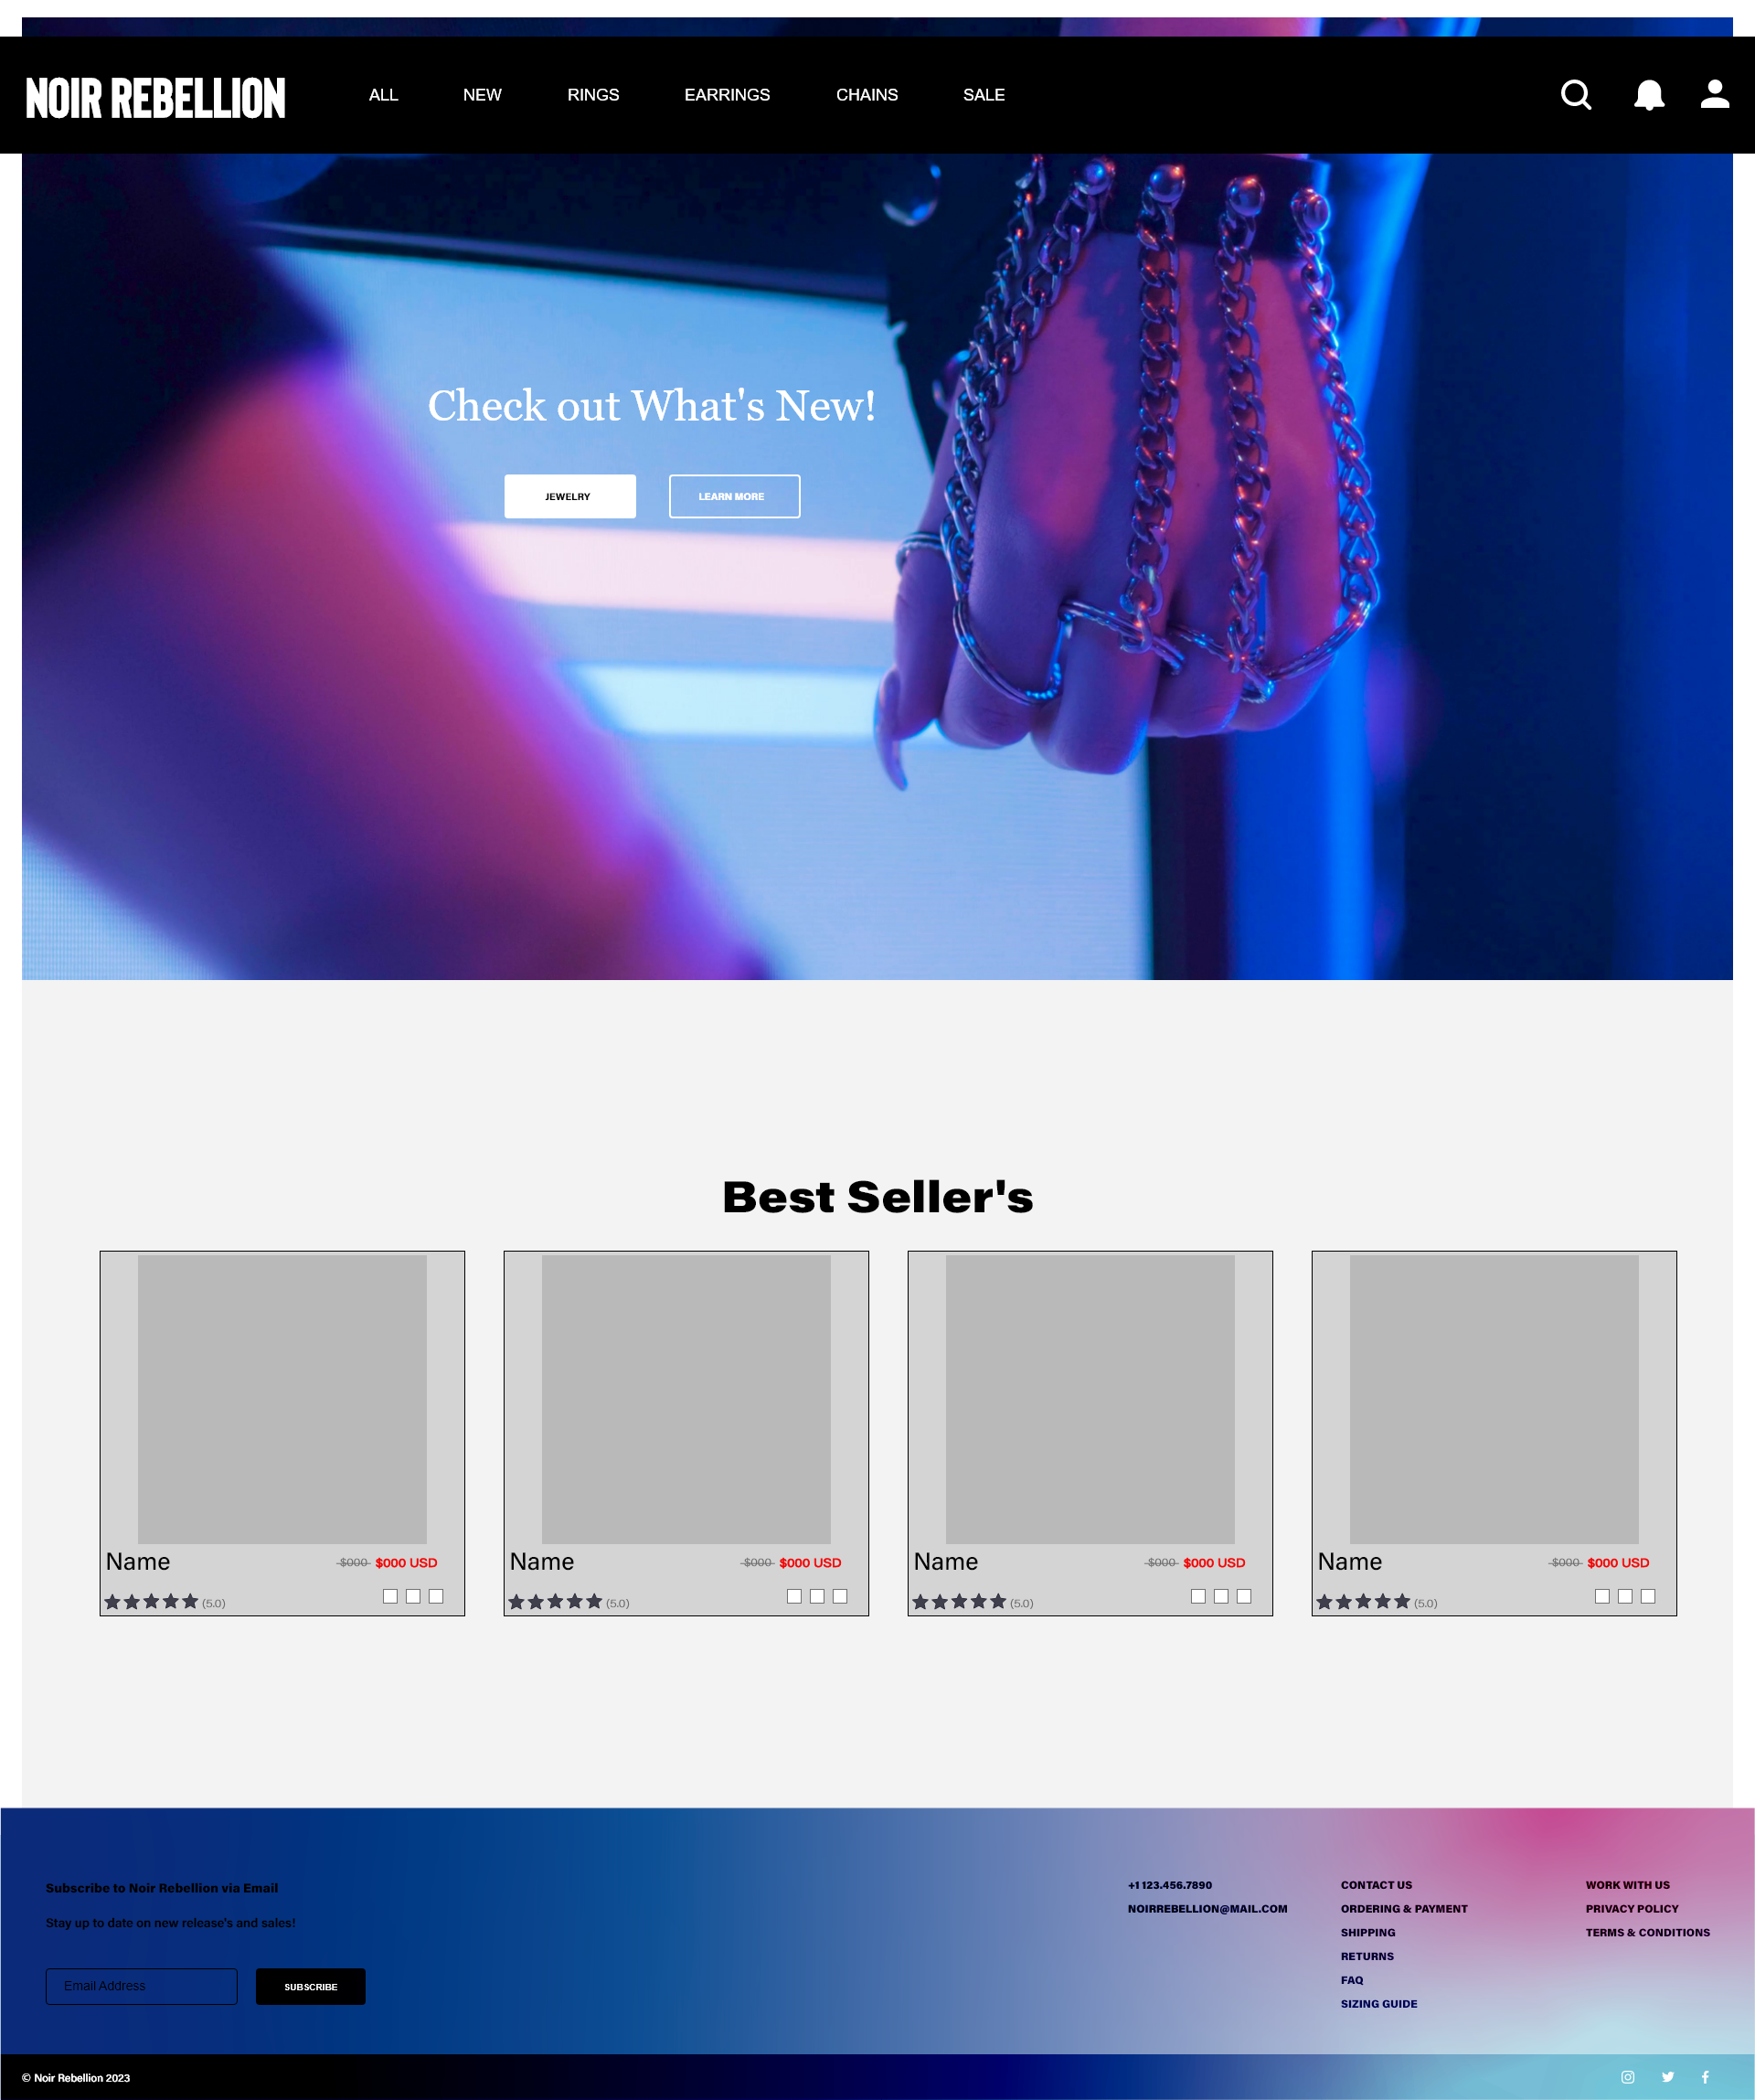 NOIR REBELLION ALL NEW RINGS EARRINGS CHAINS SALE
Check out What's New!
JEWELRY LEARN MORE
Best Seller's
Name $000 $000 USD
(5.0)
Name $000 $000 USD
(5.0)
Name $000 $000 USD
(5.0)
Name $000 $000 USD
(5.0)
Subscribe to Noir Rebellion via Email
Stay up to date on new release's and sales!
Email Address SUBSCRIBE
+1 123.456.7890
NOIRREBELLION@MAIL.COM
CONTACT US
ORDERING & PAYMENT
SHIPPING
RETURNS
FAQ
SIZING GUIDE
WORK WITH US
PRIVACY POLICY
TERMS & CONDITIONS
© Noir Rebellion 2023